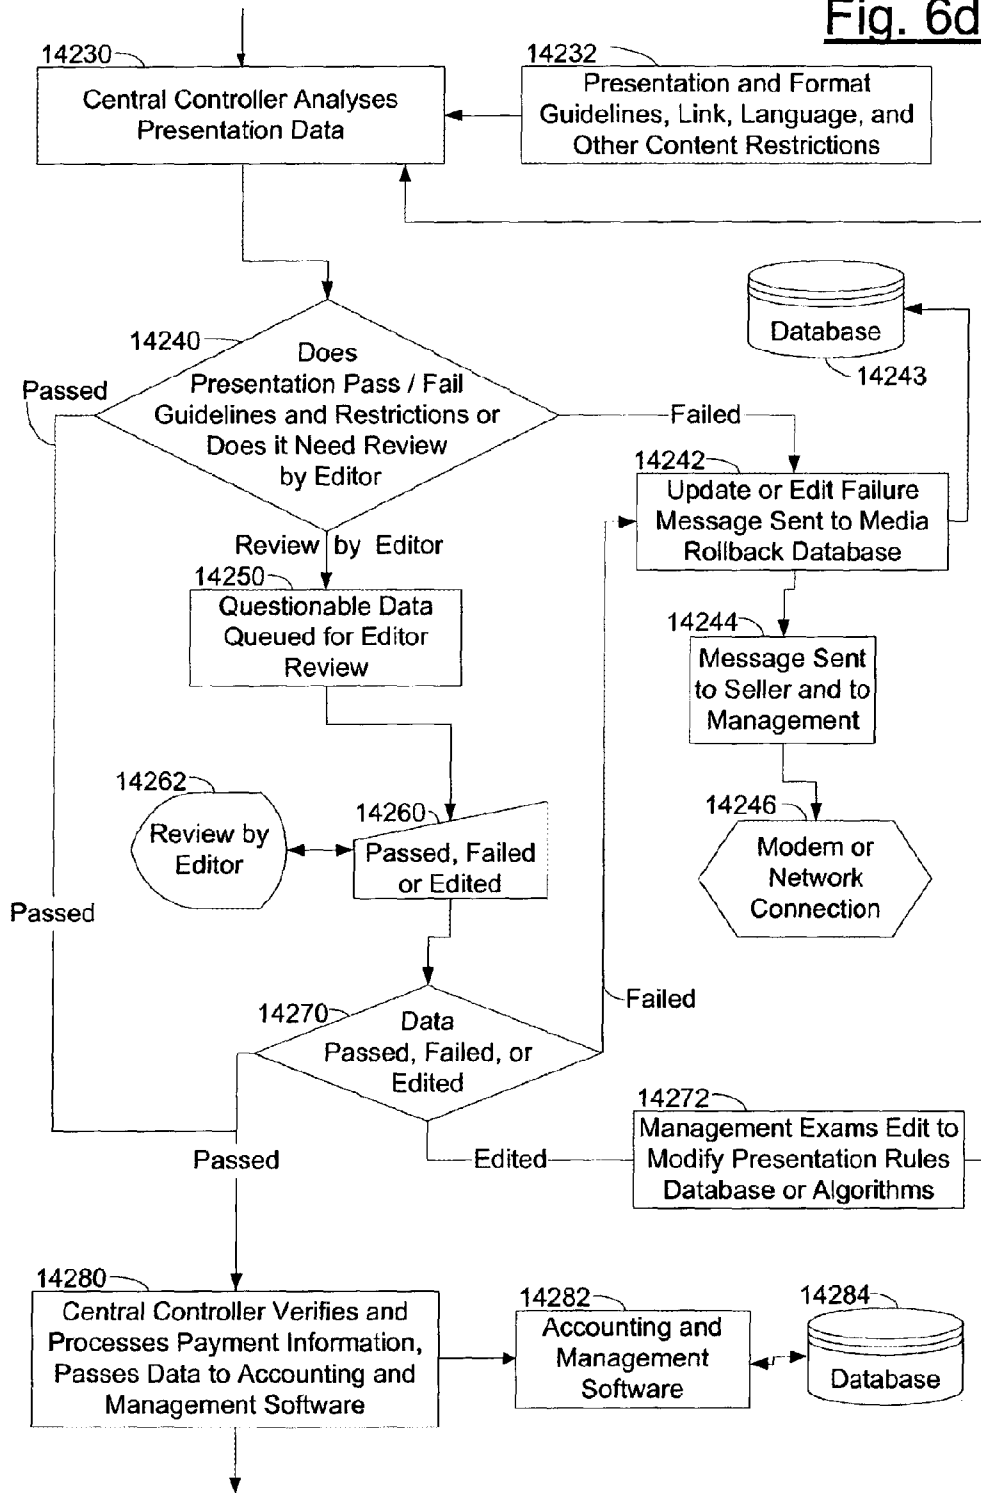 Fig. 6d
14230
Central Controller Analyses
Presentation Data
14232
Presentation and Format
Guidelines, Link, Language, and
Other Content Restrictions
Database
14243
14240
Does
Presentation Pass / Fail
Guidelines and Restrictions or
Does it Need Review
by Editor
Passed
Failed
14242
Update or Edit Failure
Message Sent to Media
Rollback Database
Review by Editor
14250
Questionable Data
Queued for Editor
Review
14244
Message Sent
to Seller and to
Management
14262
Review by
Editor
14260
Passed, Failed
or Edited
14246
Modem or
Network
Connection
Passed
14270
Data
Passed, Failed, or
Edited
Failed
Passed
Edited
14272
Management Exams Edit to
Modify Presentation Rules
Database or Algorithms
14280
Central Controller Verifies and
Processes Payment Information,
Passes Data to Accounting and
Management Software
14282
Accounting and
Management
Software
14284
Database